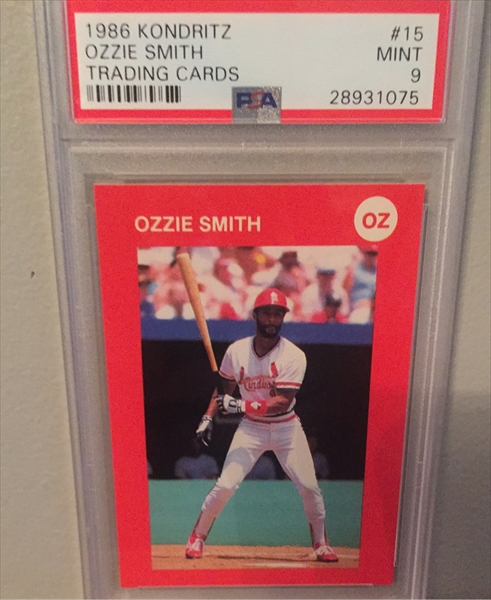 1986 KONDRITZ #15
OZZIE SMITH MINT
TRADING CARDS 9
PSA 28931075
OZZIE SMITH OZ
Cardinals